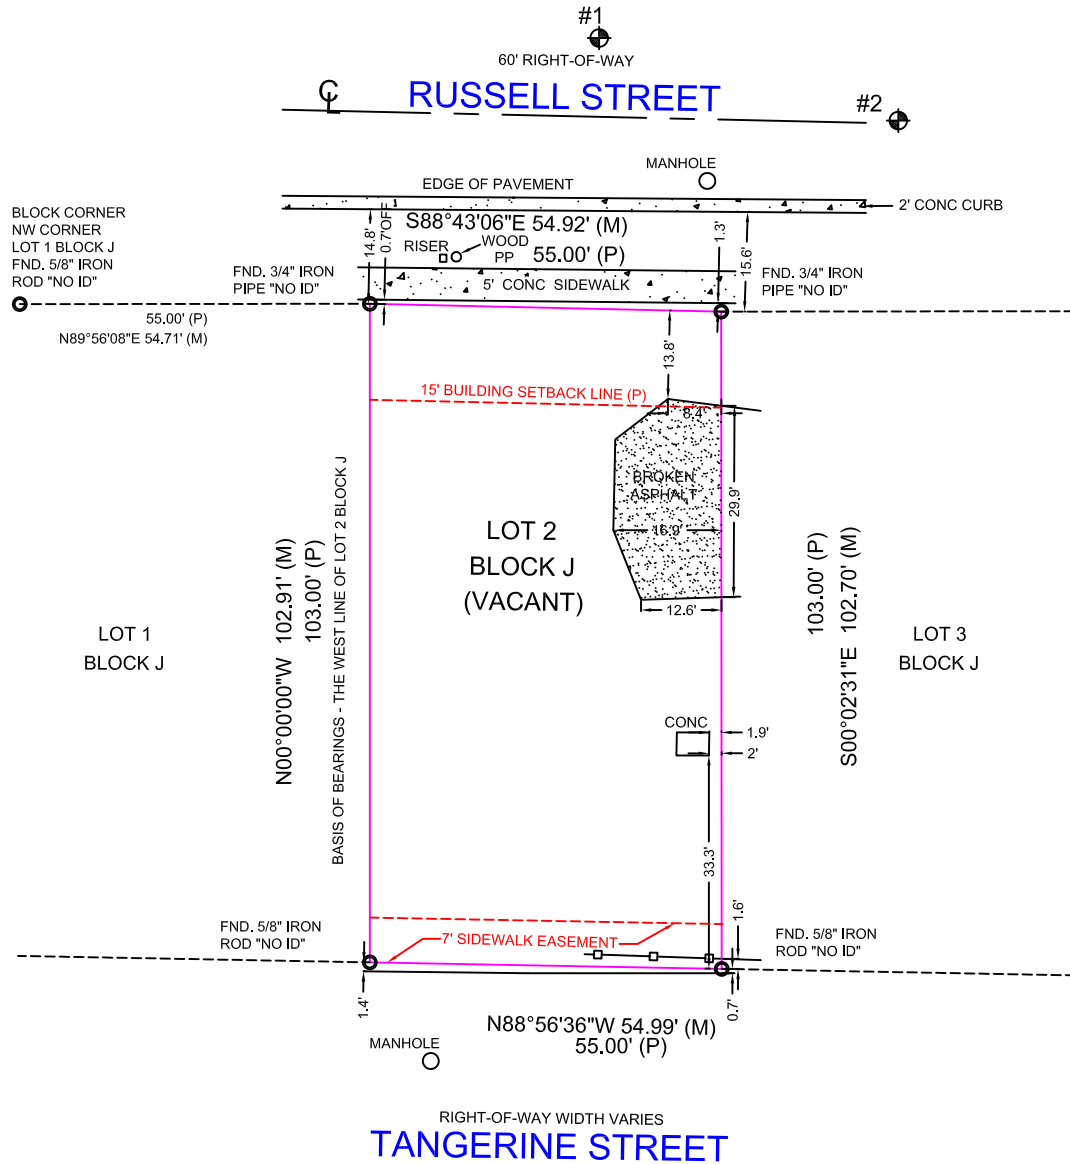 #1
60' RIGHT-OF-WAY
RUSSELL STREET
#2
MANHOLE
EDGE OF PAVEMENT
2' CONC CURB
BLOCK CORNER
NW CORNER
LOT 1 BLOCK J
FND. 5/8" IRON
ROD "NO ID"
14.8'
0.7'OFF
S88°43'06"E 54.92' (M)
1.3'
15.6'
RISER
WOOD
PP
55.00' (P)
FND. 3/4" IRON
PIPE "NO ID"
5' CONC SIDEWALK
FND. 3/4" IRON
PIPE "NO ID"
55.00' (P)
N89°56'08"E 54.71' (M)
13.8'
15' BUILDING SETBACK LINE (P)
8.4'
BROKEN
ASPHALT
29.9'
16.9'
12.6'
LOT 2
BLOCK J
(VACANT)
N00°00'00"W 102.91' (M)
103.00' (P)
BASIS OF BEARINGS - THE WEST LINE OF LOT 2 BLOCK J
103.00' (P)
S00°02'31"E 102.70' (M)
LOT 1
BLOCK J
LOT 3
BLOCK J
CONC
1.9'
2'
33.3'
1.6'
FND. 5/8" IRON
ROD "NO ID"
7' SIDEWALK EASEMENT
FND. 5/8" IRON
ROD "NO ID"
1.4'
0.7'
N88°56'36"W 54.99' (M)
55.00' (P)
MANHOLE
RIGHT-OF-WAY WIDTH VARIES
TANGERINE STREET